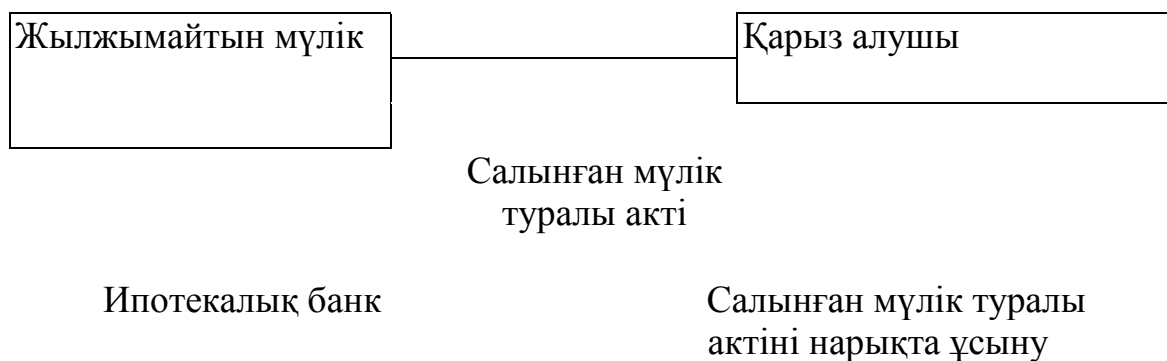 Жылжымайтын мүлік
Қарыз алушы
Салынған мүлік
туралы акті
Ипотекалық банк
Салынған мүлік туралы
актіні нарықта ұсыну